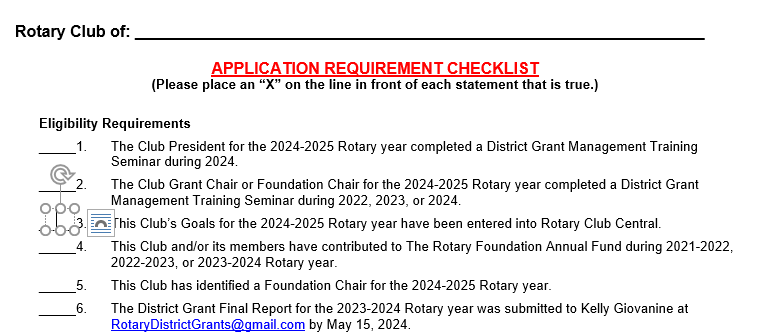 Rotary Club of: ___________________________________________________________________
APPLICATION REQUIREMENT CHECKLIST
(Please place an “X” on the line in front of each statement that is true.)
Eligibility Requirements
_____1. The Club President for the 2024-2025 Rotary year completed a District Grant Management Training
Seminar during 2024.
_____2. The Club Grant Chair or Foundation Chair for the 2024-2025 Rotary year completed a District Grant
Management Training Seminar during 2022, 2023, or 2024.
_____3. This Club’s Goals for the 2024-2025 Rotary year have been entered into Rotary Club Central.
_____4. This Club and/or its members have contributed to The Rotary Foundation Annual Fund during 2021-2022,
2022-2023, or 2023-2024 Rotary year.
_____5. This Club has identified a Foundation Chair for the 2024-2025 Rotary year.
_____6. The District Grant Final Report for the 2023-2024 Rotary year was submitted to Kelly Giovanine at
RotaryDistrictGrants@gmail.com by May 15, 2024.